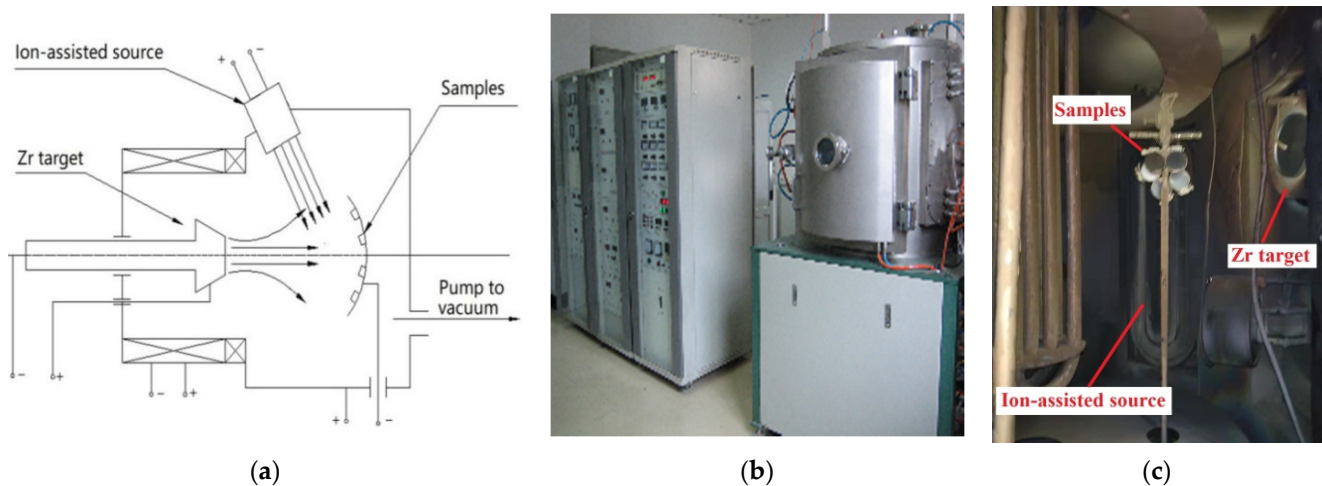 Ion-assisted source
Samples
Zr target
Pump to
vacuum
− + − + − + + −
Samples
Zr target
Ion-assisted source
(a) (b) (c)